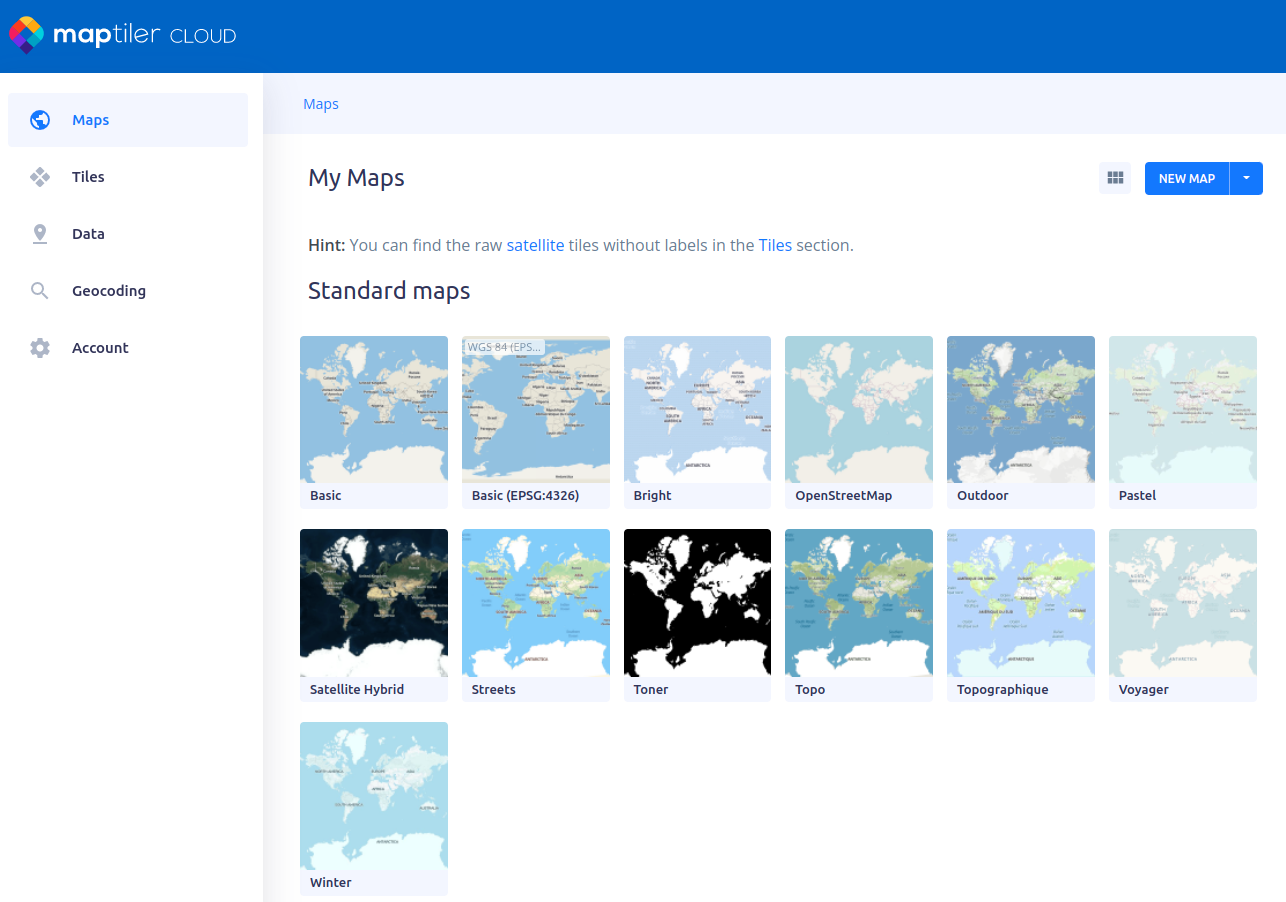 maptiler CLOUD
Maps
Maps
Tiles
Data
Geocoding
Account
My Maps
NEW MAP
Hint: You can find the raw satellite tiles without labels in the Tiles section.
Standard maps
WGS 84 (EPS...
Basic
Basic (EPSG:4326)
Bright
OpenStreetMap
Outdoor
Pastel
Satellite Hybrid
Streets
Toner
Topo
Topographique
Voyager
Winter